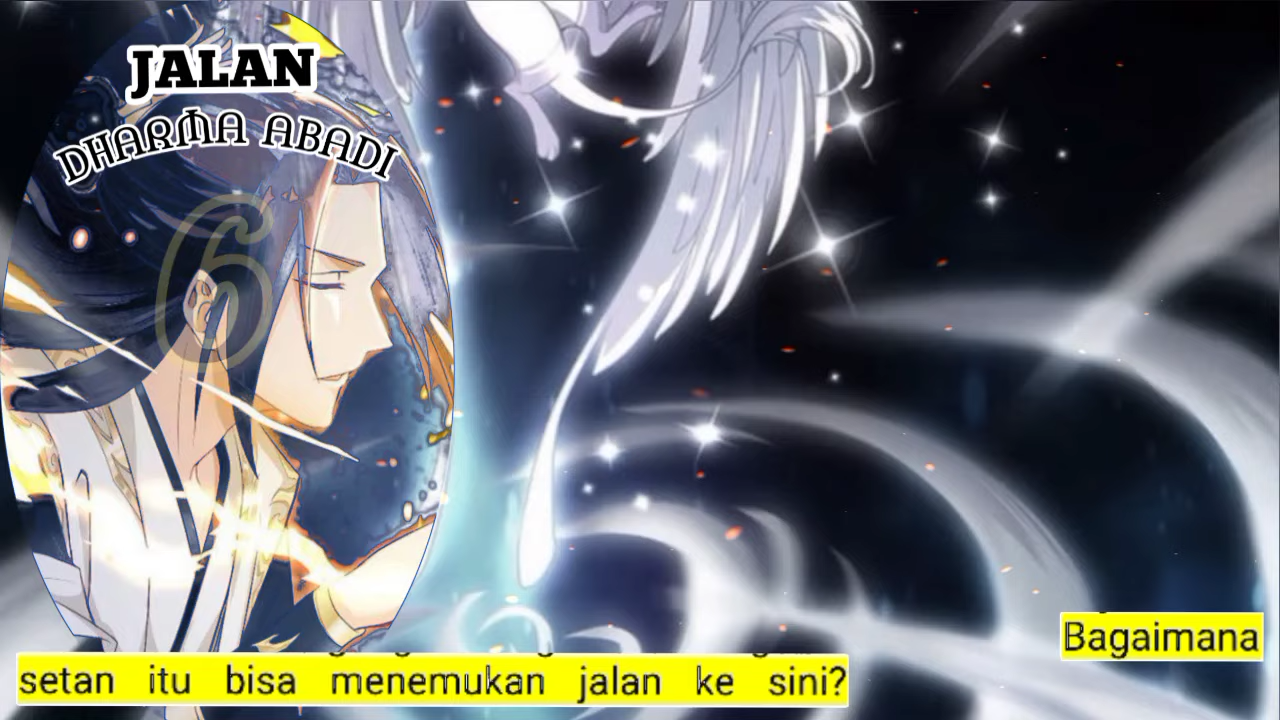 JALAN
DHARMA ABADI
6
Bagaimana
setan itu bisa menemukan jalan ke sini?